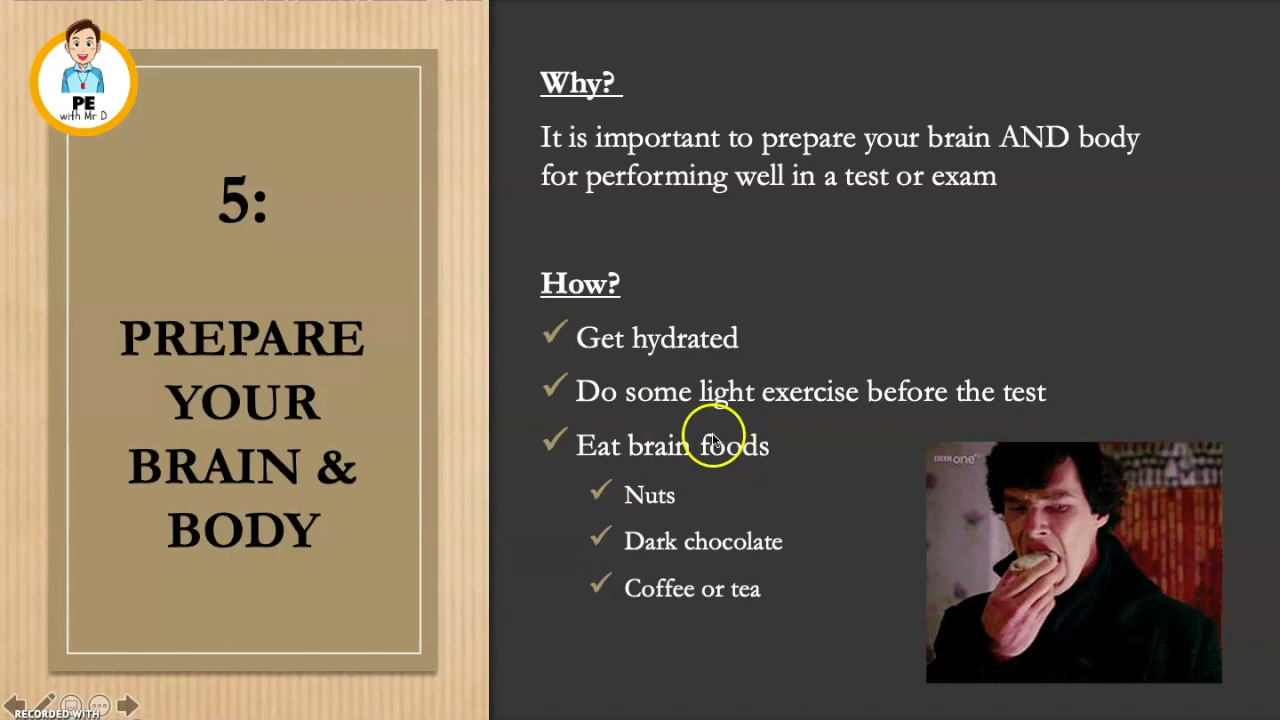 PE
with Mr D
5:
PREPARE
YOUR
BRAIN &
BODY
Why?
It is important to prepare your brain AND body
for performing well in a test or exam
How?
Get hydrated
Do some light exercise before the test
Eat brain foods
Nuts
Dark chocolate
Coffee or tea
BBC one
RECORDED WITH